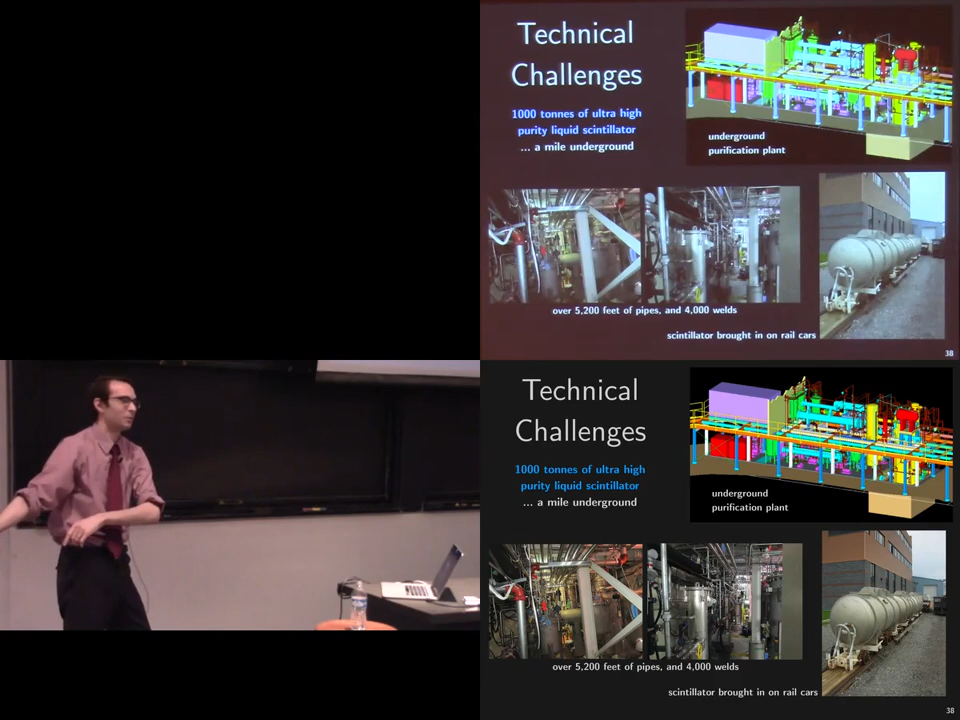 Technical
Challenges
1000 tonnes of ultra high
purity liquid scintillator
... a mile underground
underground
purification plant
over 5,200 feet of pipes, and 4,000 welds
scintillator brought in on rail cars
38
Technical
Challenges
1000 tonnes of ultra high
purity liquid scintillator
... a mile underground
underground
purification plant
over 5,200 feet of pipes, and 4,000 welds
scintillator brought in on rail cars
38